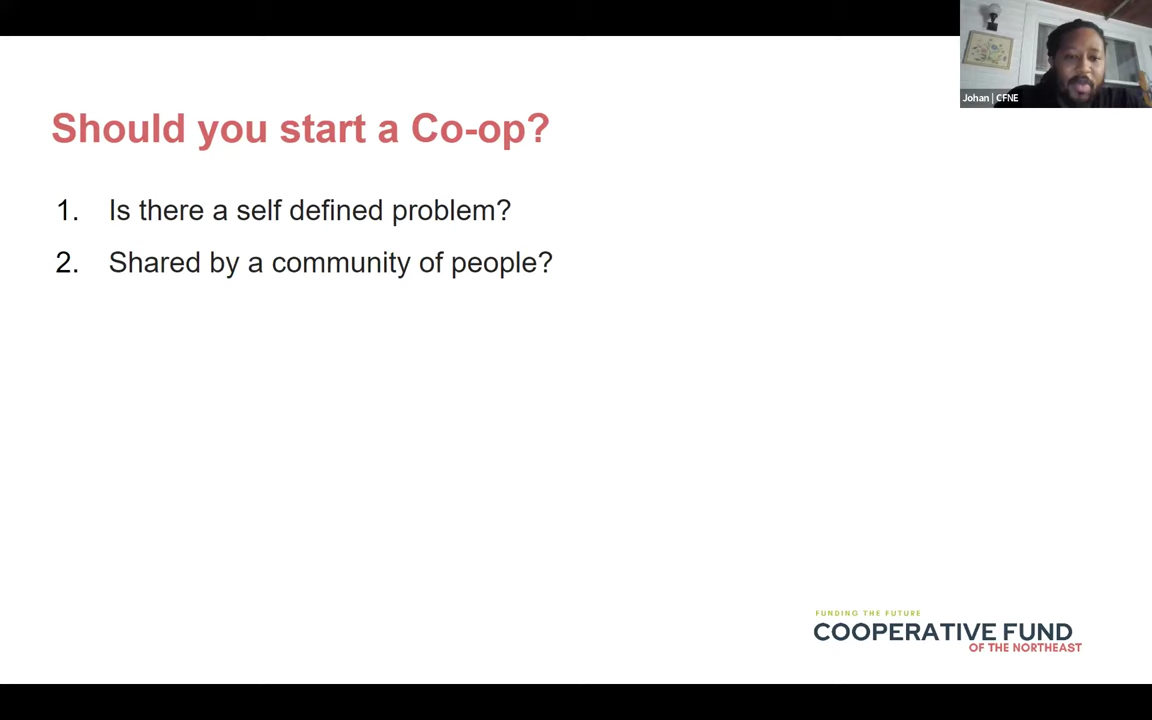 Johan | CFNE
Should you start a Co-op?
1. Is there a self defined problem?
2. Shared by a community of people?
FUNDING THE FUTURE
COOPERATIVE FUND
OF THE NORTHEAST